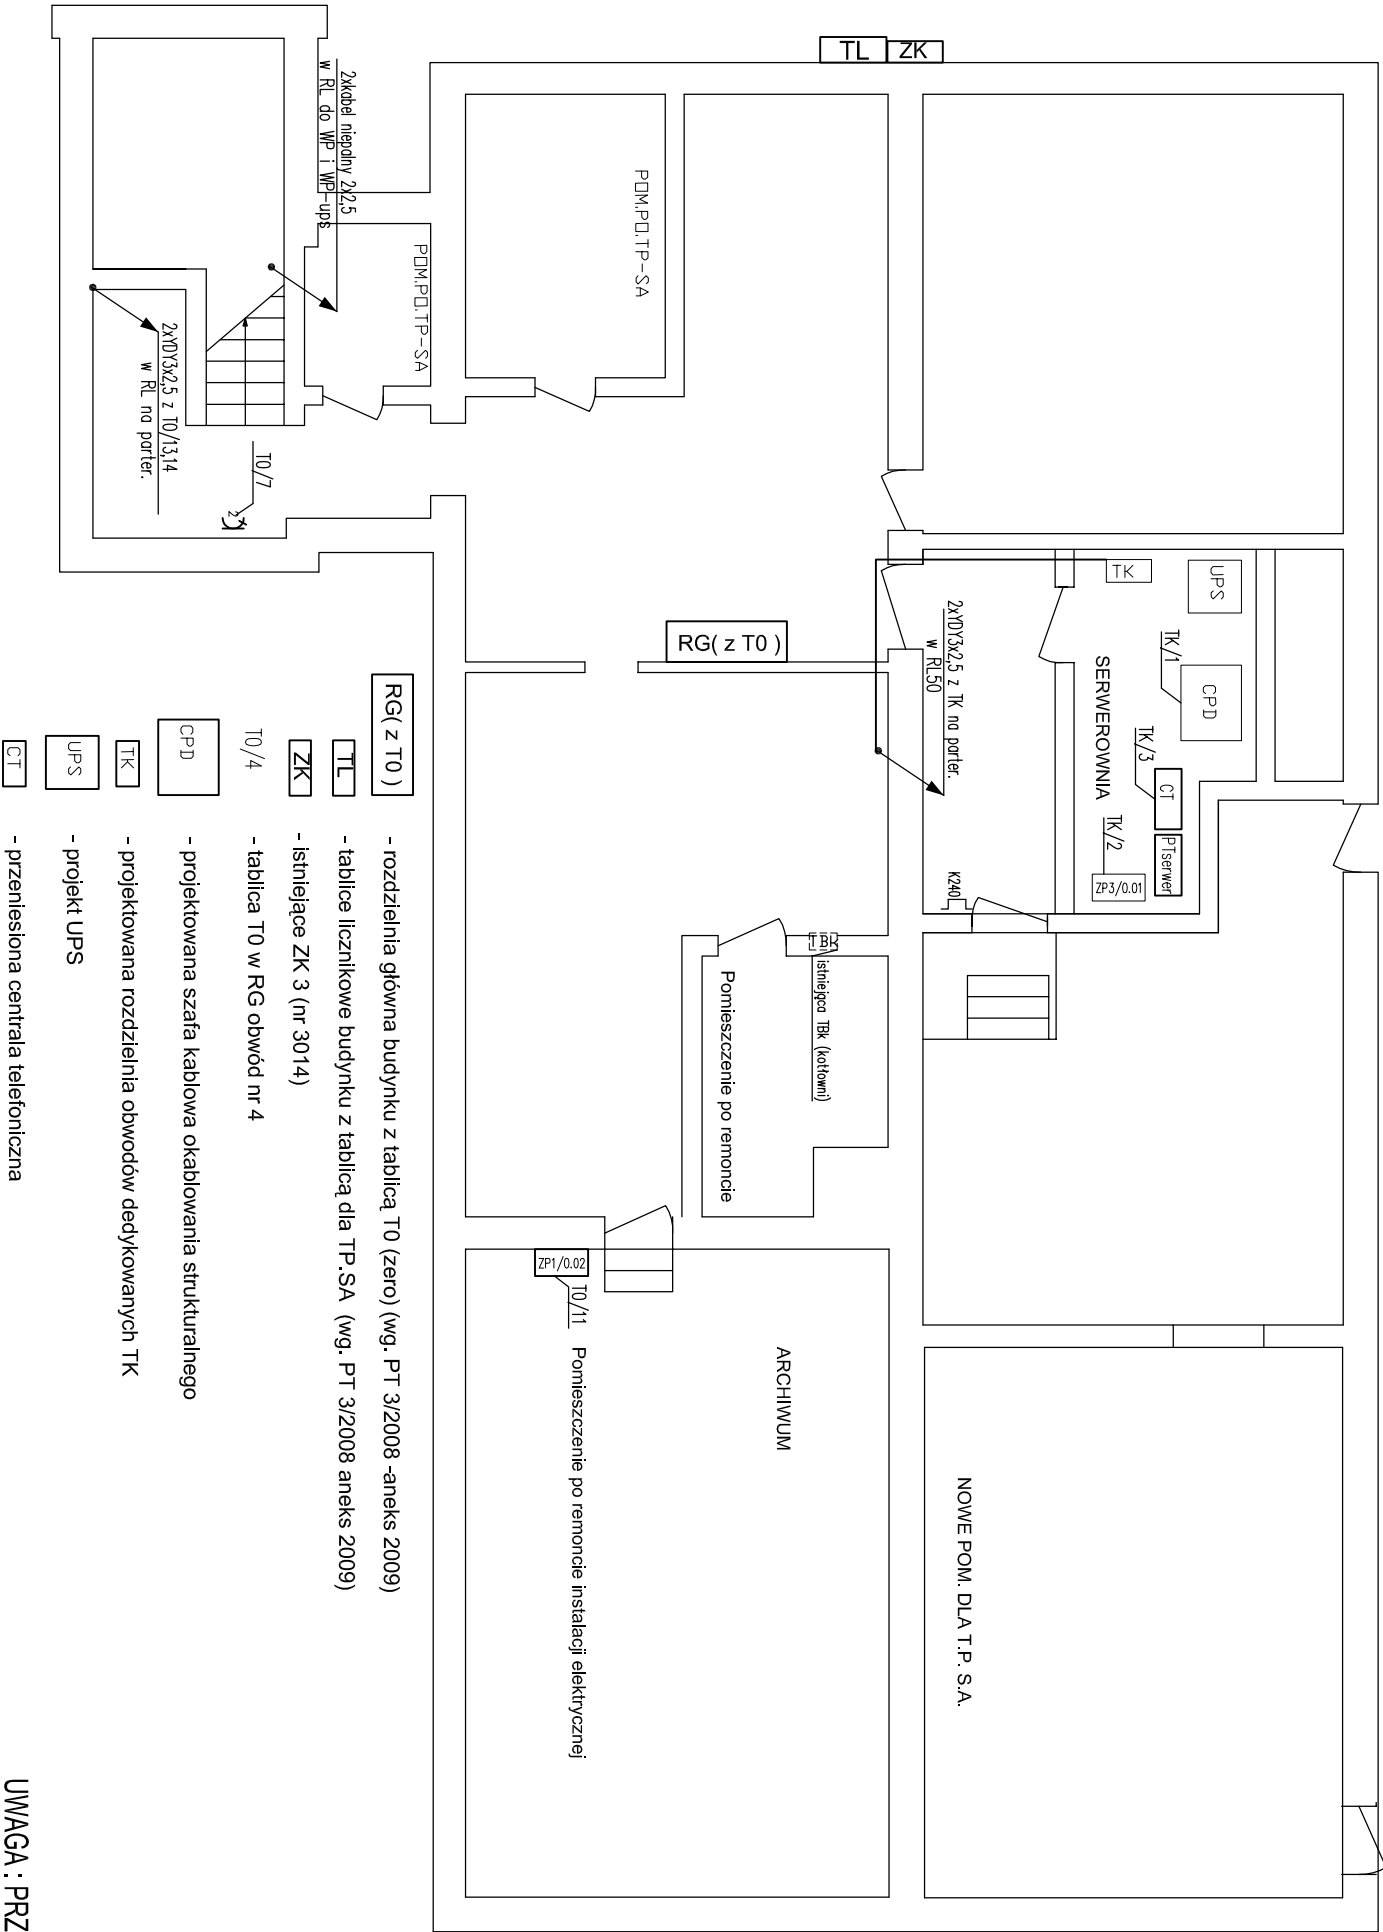 TL
ZK
2xkabel niepalny 2x2,5
w RL do WP i WP-ups
POM.PO.TP-SA
POM.PO.TP-SA
2xYDY3x2,5 z T0/13,14
w RL na parter.
T0/7
2
RG( z T0 )
2xYDY3x2,5 z TK na parter.
w RL50
TK
UPS
TK/1
CPD
SERWEROWNIA
TK/3
CT
PTserwer
TK/2
ZP3/0.01
K240
TBK
istniejąca TBk (kotłowni)
Pomieszczenie po remoncie
ZP1/0.02
T0/11
Pomieszczenie po remoncie instalacji elektrycznej
ARCHIWUM
NOWE POM. DLA T.P. S.A.
RG( z T0 ) - rozdzielnia główna budynku z tablicą T0 (zero) (wg. PT 3/2008 -aneks 2009)
TL - tablice licznikowe budynku z tablicą dla TP.SA (wg. PT 3/2008 aneks 2009)
ZK - istniejące ZK 3 (nr 3014)
T0/4 - tablica T0 w RG obwód nr 4
CPD - projektowana szafa kablowa okablowania strukturalnego
TK - projektowana rozdzielnia obwodów dedykowanych TK
UPS - projekt UPS
CT - przeniesiona centrala telefoniczna
UWAGA : PRZ